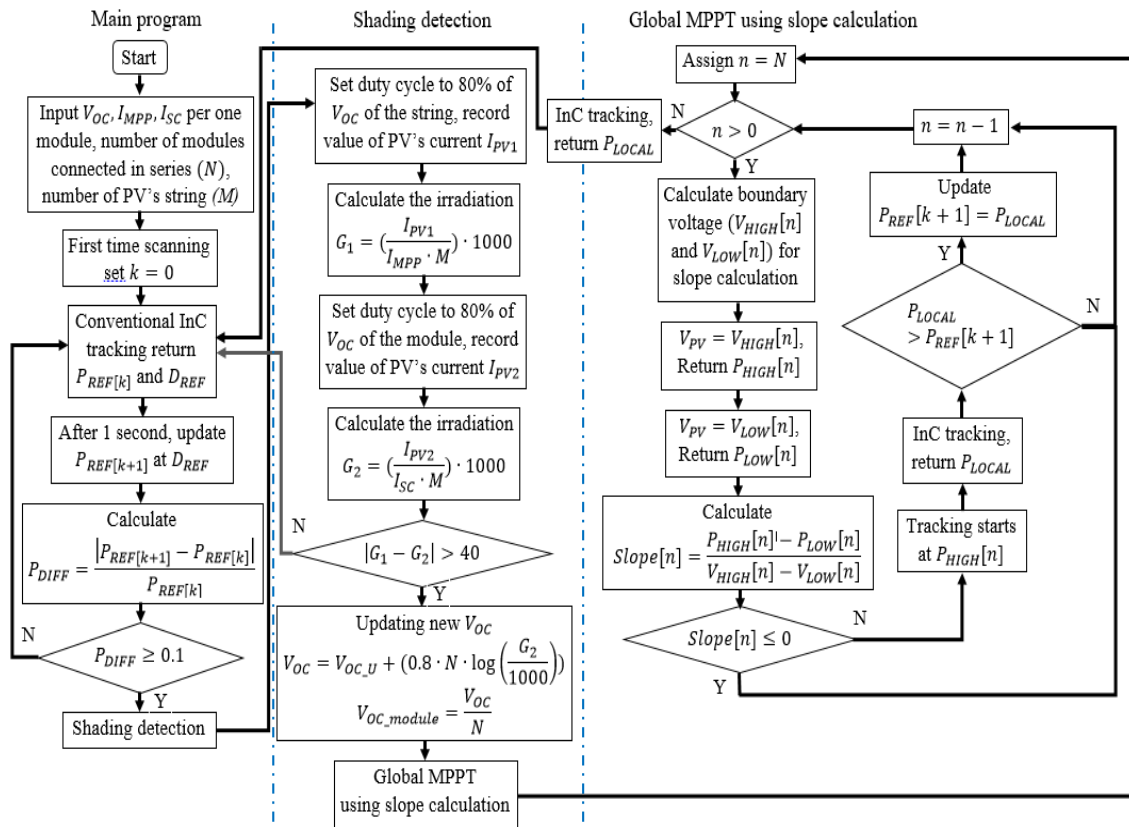 Main program
Start
Input V_OC, I_MPP, I_SC per one
module, number of modules
connected in series (N),
number of PV's string (M)
First time scanning
set k = 0
Conventional InC
tracking return
P_REF[k] and D_REF
After 1 second, update
P_REF[k+1] at D_REF
Calculate
P_DIFF = |P_REF[k+1] − P_REF[k]| / P_REF[k]
N
P_DIFF ≥ 0.1
Y
Shading detection
Shading detection
Set duty cycle to 80% of
V_OC of the string, record
value of PV's current I_PV1
Calculate the irradiation
G_1 = (I_PV1 / I_MPP · M) · 1000
Set duty cycle to 80% of
V_OC of the module, record
value of PV's current I_PV2
Calculate the irradiation
G_2 = (I_PV2 / I_SC · M) · 1000
N
|G_1 − G_2| > 40
Y
Updating new V_OC
V_OC = V_OC_U + (0.8 · N · log (G_2 / 1000))
V_OC_module = V_OC / N
Global MPPT
using slope calculation
Global MPPT using slope calculation
Assign n = N
N
n > 0
Y
InC tracking,
return P_LOCAL
Calculate boundary
voltage (V_HIGH[n]
and V_LOW[n]) for
slope calculation
V_PV = V_HIGH[n],
Return P_HIGH[n]
V_PV = V_LOW[n],
Return P_LOW[n]
Calculate
Slope[n] = P_HIGH[n]ˡ − P_LOW[n] / V_HIGH[n] − V_LOW[n]
Slope[n] ≤ 0
N
Y
Tracking starts
at P_HIGH[n]
InC tracking,
return P_LOCAL
P_LOCAL
> P_REF[k + 1]
N
Y
Update
P_REF[k + 1] = P_LOCAL
n = n − 1